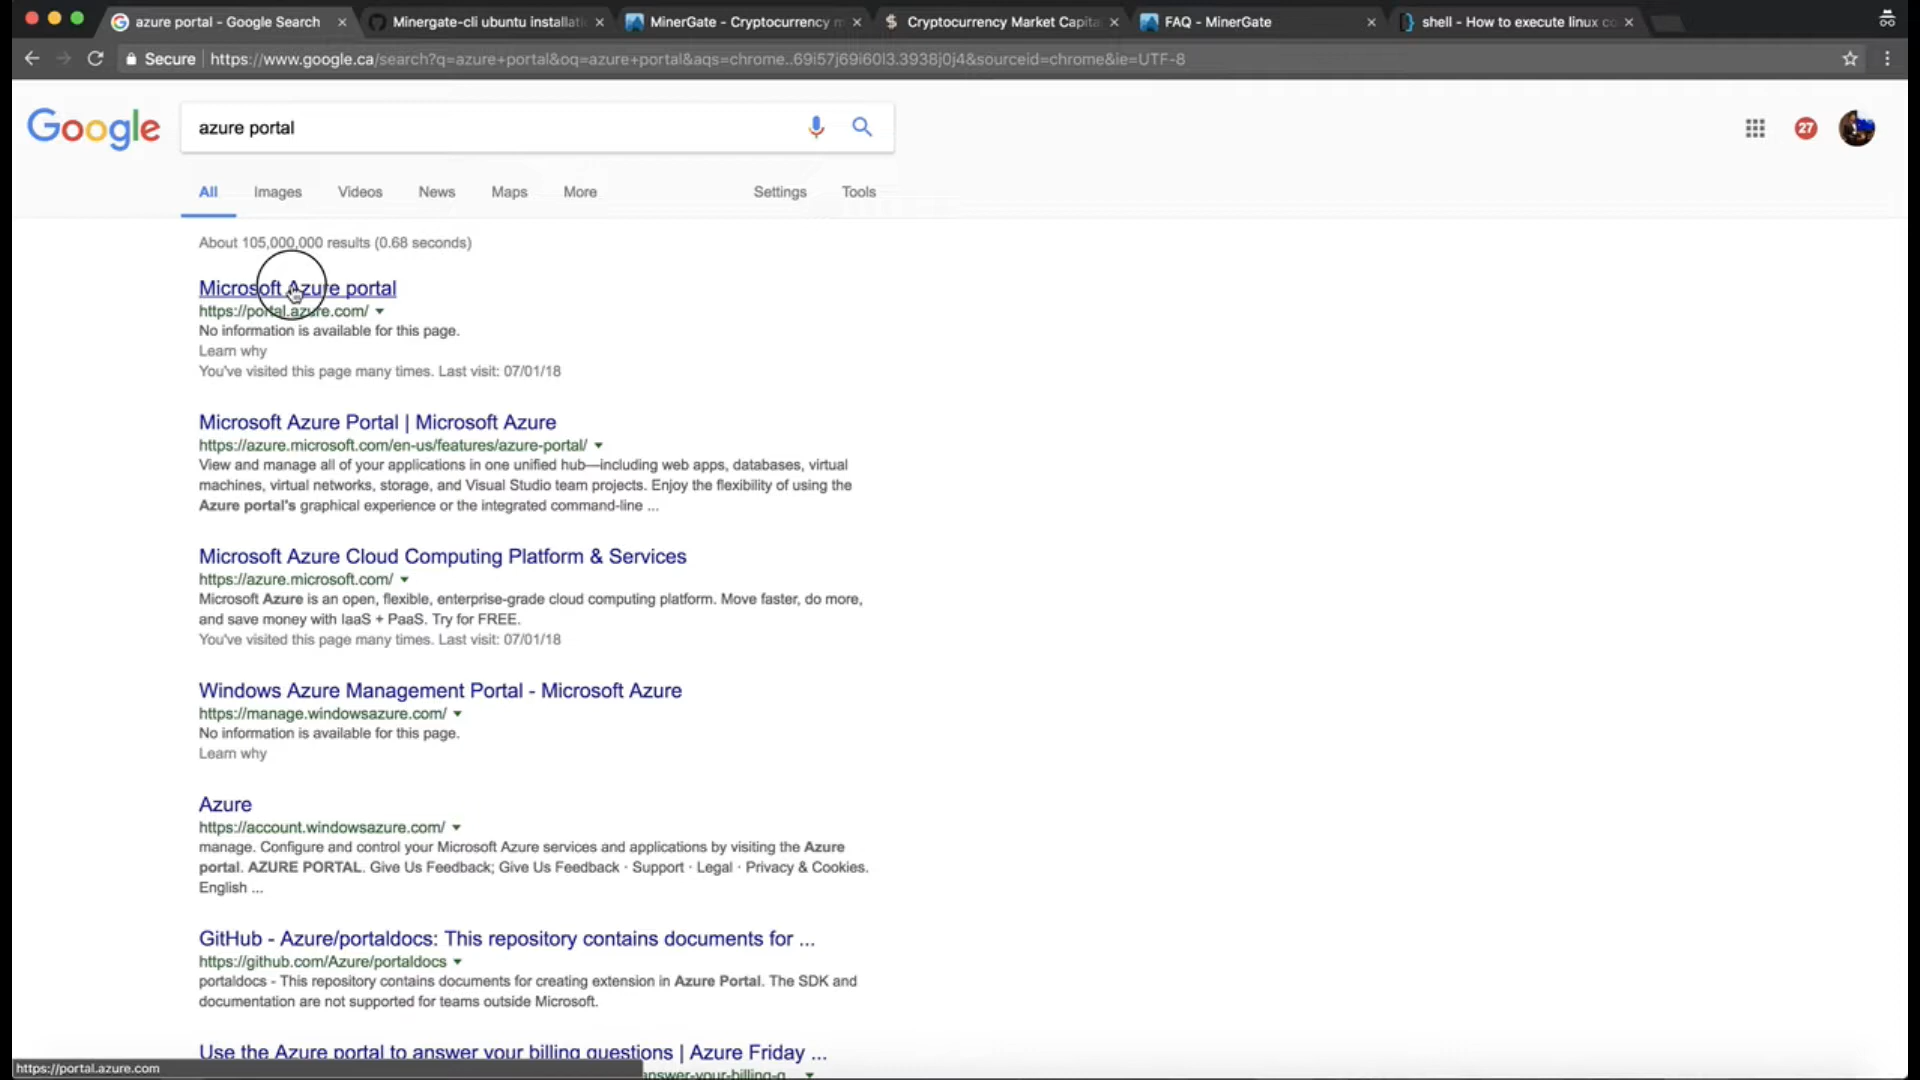 azure portal - Google Search
Minergate-cli ubuntu installati
MinerGate - Cryptocurrency m
Cryptocurrency Market Capita
FAQ - MinerGate
shell - How to execute linux co
Secure https://www.google.ca/search?q=azure+portal&oq=azure+portal&aqs=chrome..69i57j69i60l3.3938j0j4&sourceid=chrome&ie=UTF-8
Google
azure portal
27
All Images Videos News Maps More Settings Tools
About 105,000,000 results (0.68 seconds)
Microsoft Azure portal
https://portal.azure.com/
No information is available for this page.
Learn why
You've visited this page many times. Last visit: 07/01/18
Microsoft Azure Portal | Microsoft Azure
https://azure.microsoft.com/en-us/features/azure-portal/
View and manage all of your applications in one unified hub—including web apps, databases, virtual
machines, virtual networks, storage, and Visual Studio team projects. Enjoy the flexibility of using the
Azure portal's graphical experience or the integrated command-line ...
Microsoft Azure Cloud Computing Platform & Services
https://azure.microsoft.com/
Microsoft Azure is an open, flexible, enterprise-grade cloud computing platform. Move faster, do more,
and save money with IaaS + PaaS. Try for FREE.
You've visited this page many times. Last visit: 07/01/18
Windows Azure Management Portal - Microsoft Azure
https://manage.windowsazure.com/
No information is available for this page.
Learn why
Azure
https://account.windowsazure.com/
manage. Configure and control your Microsoft Azure services and applications by visiting the Azure
portal. AZURE PORTAL. Give Us Feedback; Give Us Feedback · Support · Legal · Privacy & Cookies.
English ...
GitHub - Azure/portaldocs: This repository contains documents for ...
https://github.com/Azure/portaldocs
portaldocs - This repository contains documents for creating extension in Azure Portal. The SDK and
documentation are not supported for teams outside Microsoft.
Use the Azure portal to answer your billing questions | Azure Friday ...
https://portal.azure.com